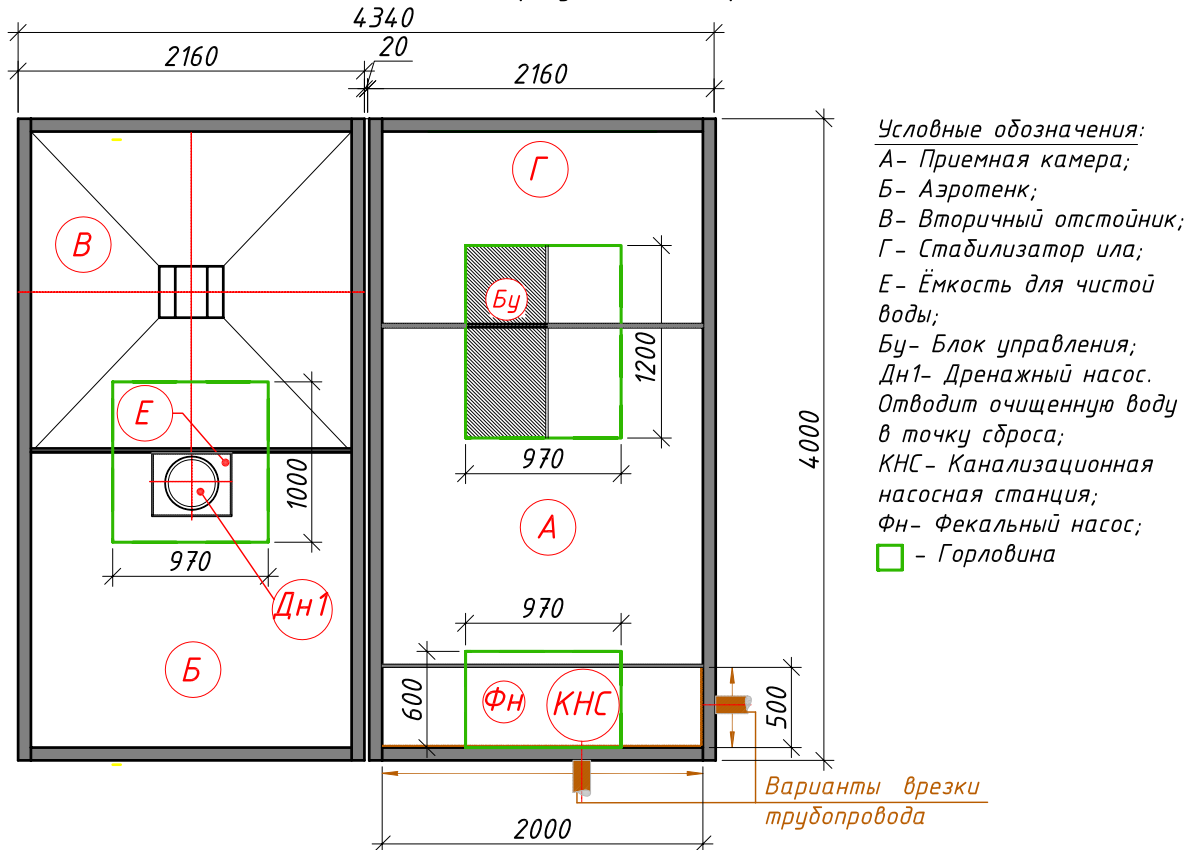 4340
2160
20
2160
Г
В
Бу
1200
Е
970
1000
4000
А
970
Дн1
970
Б
600
Фн
КНС
500
Варианты врезки
трубопровода
2000
Условные обозначения:
А- Приемная камера;
Б- Аэротенк;
В- Вторичный отстойник;
Г- Стабилизатор ила;
Е- Ёмкость для чистой
воды;
Бу- Блок управления;
Дн1- Дренажный насос.
Отводит очищенную воду
в точку сброса;
КНС- Канализационная
насосная станция;
Фн- Фекальный насос;
- Горловина